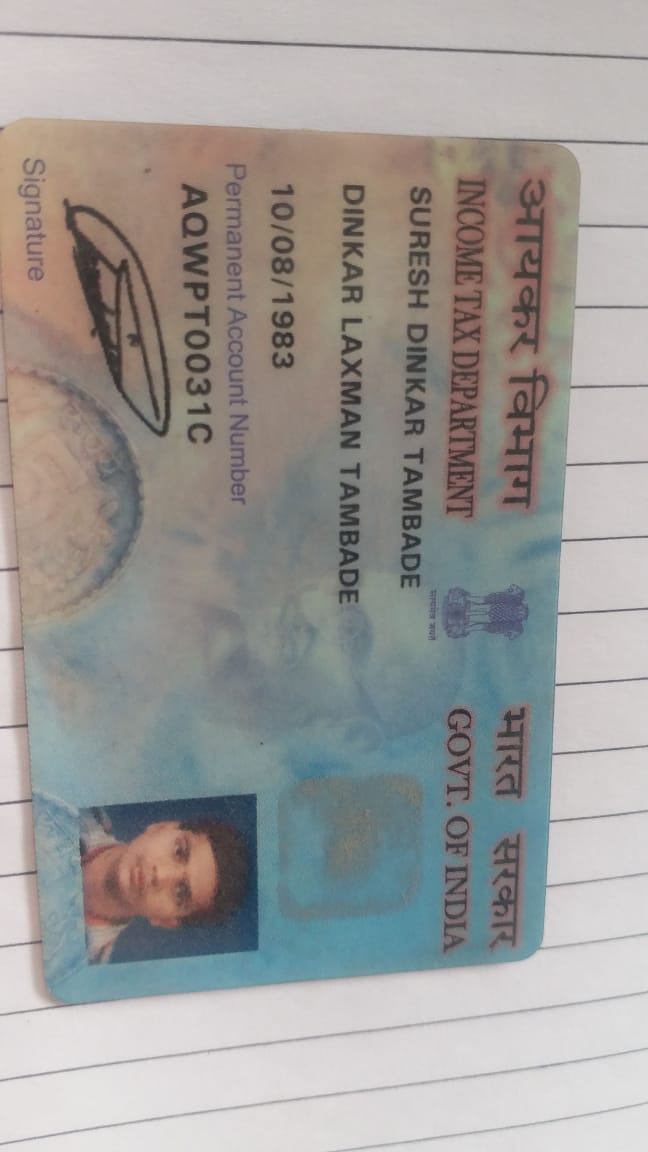 आयकर विभाग
INCOME TAX DEPARTMENT
भारत सरकार
GOVT. OF INDIA
सत्यमेव जयते
SURESH DINKAR TAMBADE
DINKAR LAXMAN TAMBADE
10/08/1983
Permanent Account Number
AQWPT0031C
Signature